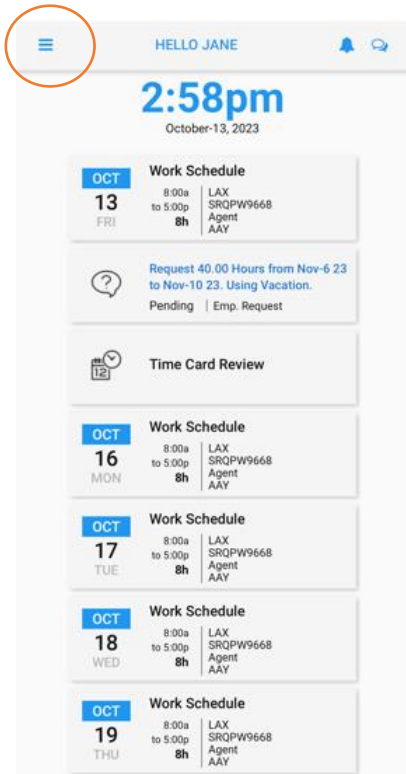 HELLO JANE
2:58pm
October-13, 2023
OCT
13
FRI
Work Schedule
8:00a
to 5:00p
8h
LAX
SRQPW9668
Agent
AAY
Request 40.00 Hours from Nov-6 23
to Nov-10 23. Using Vacation.
Pending | Emp. Request
12
Time Card Review
OCT
16
MON
Work Schedule
8:00a
to 5:00p
8h
LAX
SRQPW9668
Agent
AAY
OCT
17
TUE
Work Schedule
8:00a
to 5:00p
8h
LAX
SRQPW9668
Agent
AAY
OCT
18
WED
Work Schedule
8:00a
to 5:00p
8h
LAX
SRQPW9668
Agent
AAY
OCT
19
THU
Work Schedule
8:00a
to 5:00p
8h
LAX
SRQPW9668
Agent
AAY